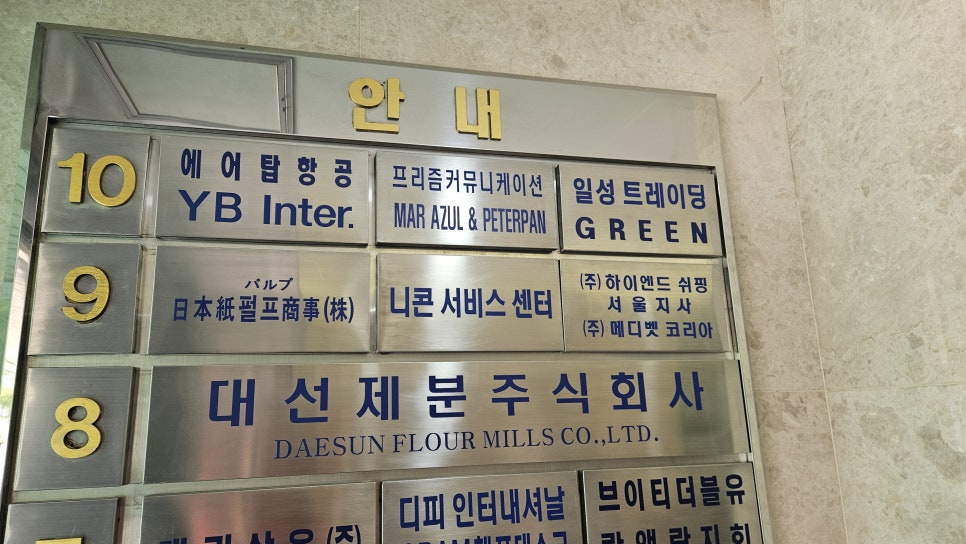 안내
10
에어탑항공
YB Inter.
프리즘커뮤니케이션
MAR AZUL & PETERPAN
일성트레이딩
GREEN
9
パルプ
日本紙펄프商事(株)
니콘 서비스 센터
(주) 하이엔드 쉬핑
서울지사
(주) 메디벳 코리아
8
대선제분주식회사
DAESUN FLOUR MILLS CO.,LTD.
(주)
디피 인터내셔날
브이티더블유